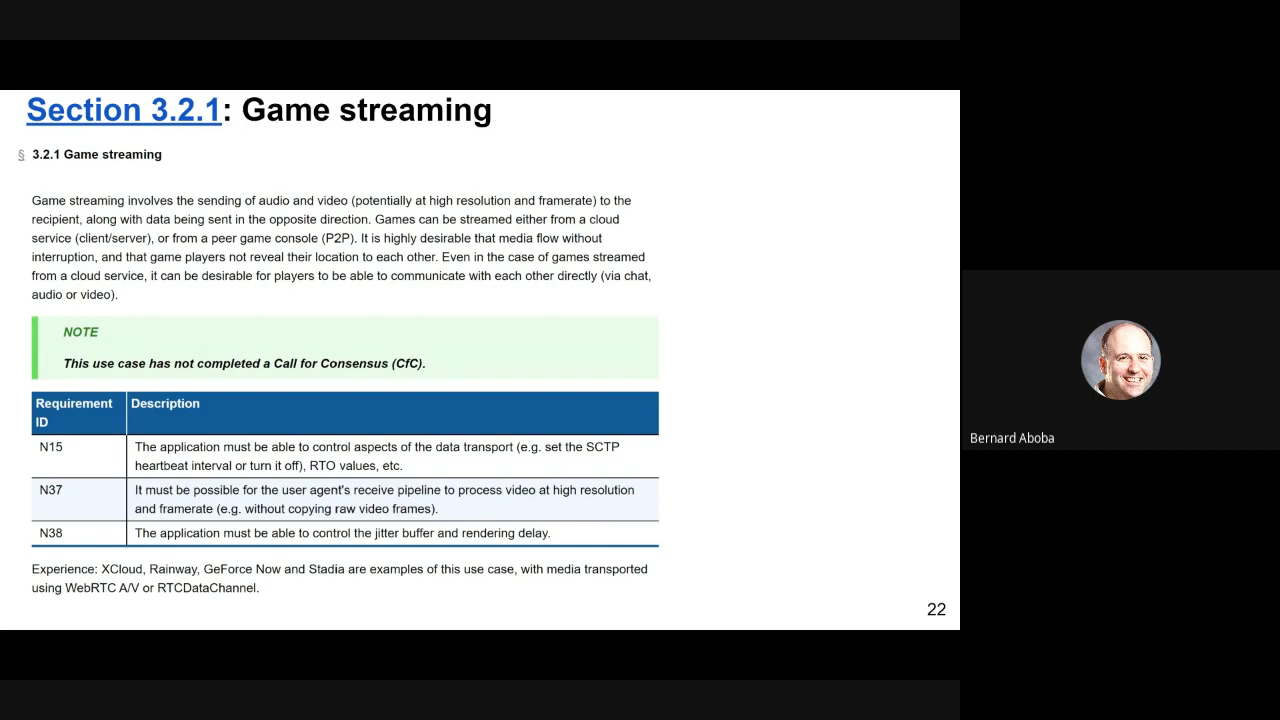 Section 3.2.1: Game streaming
§ 3.2.1 Game streaming
Game streaming involves the sending of audio and video (potentially at high resolution and framerate) to the
recipient, along with data being sent in the opposite direction. Games can be streamed either from a cloud
service (client/server), or from a peer game console (P2P). It is highly desirable that media flow without
interruption, and that game players not reveal their location to each other. Even in the case of games streamed
from a cloud service, it can be desirable for players to be able to communicate with each other directly (via chat,
audio or video).
NOTE
This use case has not completed a Call for Consensus (CfC).
Requirement ID Description
N15 The application must be able to control aspects of the data transport (e.g. set the SCTP
heartbeat interval or turn it off), RTO values, etc.
N37 It must be possible for the user agent's receive pipeline to process video at high resolution
and framerate (e.g. without copying raw video frames).
N38 The application must be able to control the jitter buffer and rendering delay.
Experience: XCloud, Rainway, GeForce Now and Stadia are examples of this use case, with media transported
using WebRTC A/V or RTCDataChannel.
22
Bernard Aboba